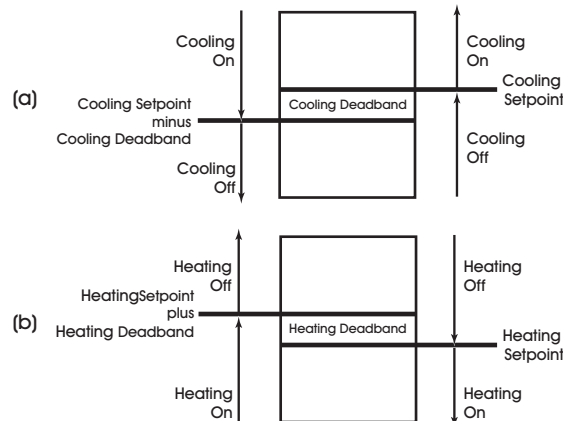 Cooling
On
Cooling
On
(a)
Cooling Setpoint
minus
Cooling Deadband
Cooling Deadband
Cooling
Setpoint
Cooling
Off
Cooling
Off
Heating
Off
Heating
Off
(b)
HeatingSetpoint
plus
Heating Deadband
Heating Deadband
Heating
Setpoint
Heating
On
Heating
On